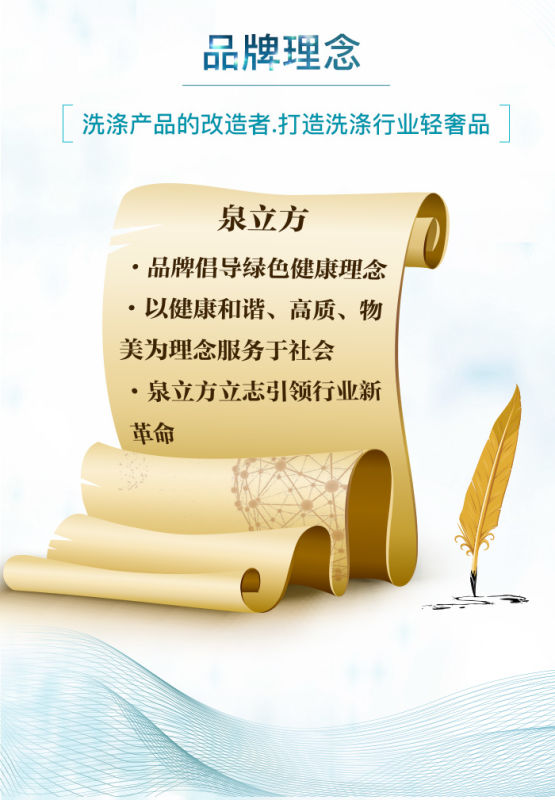 品牌理念
洗涤产品的改造者.打造洗涤行业轻奢品
泉立方
·品牌倡导绿色健康理念
·以健康和谐、高质、物
美为理念服务于社会
·泉立方立志引领行业新
革命